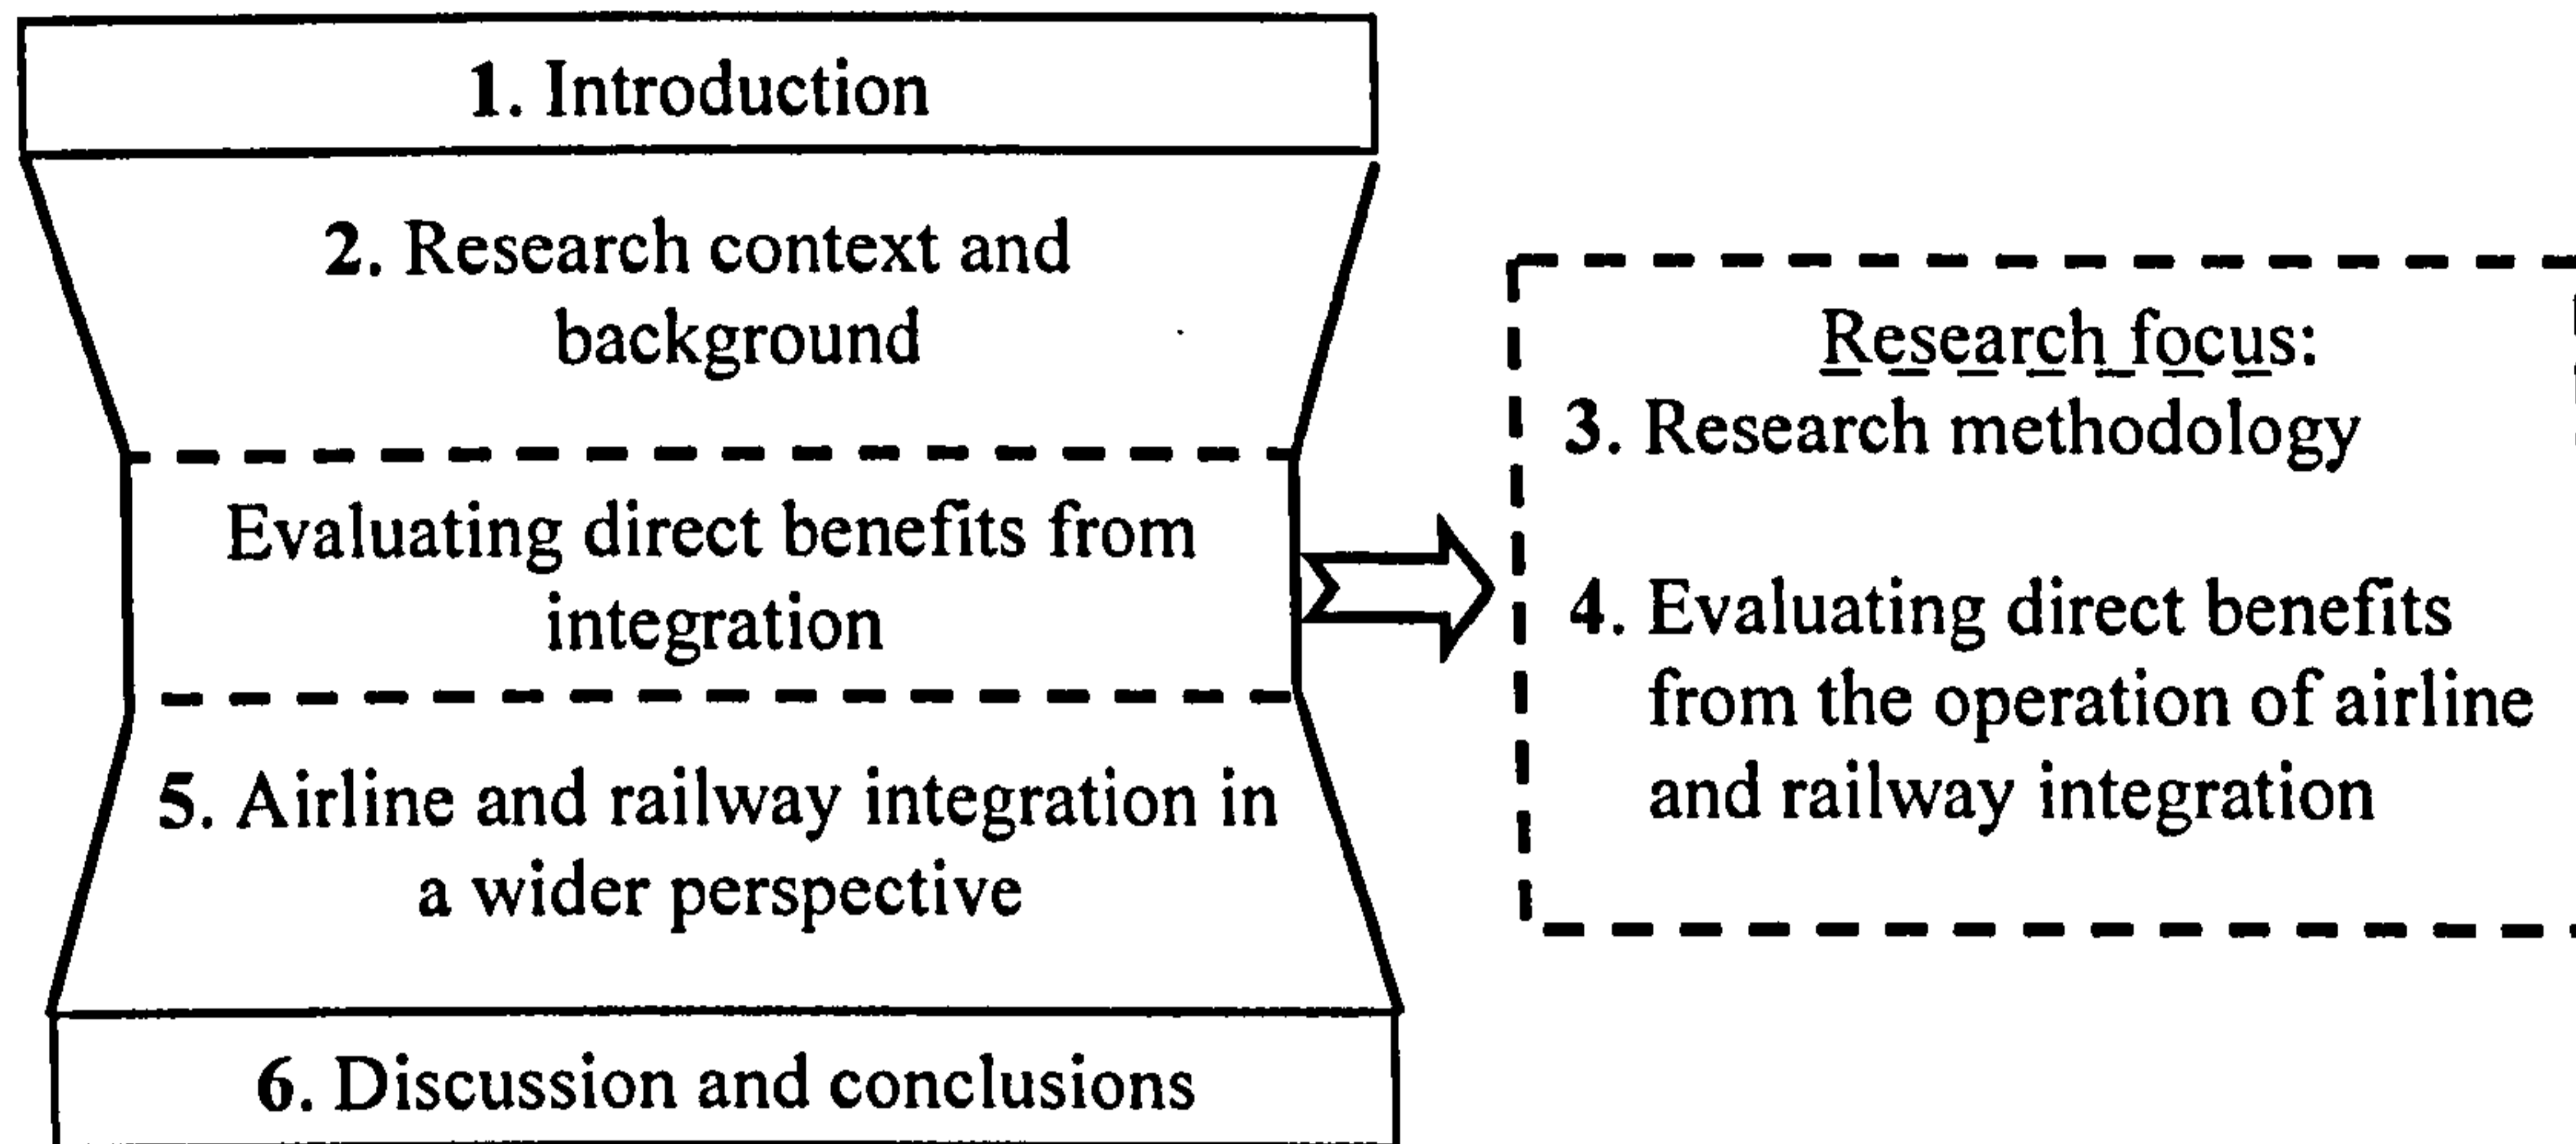 1. Introduction
2. Research context and
background
Evaluating direct benefits from
integration
5. Airline and railway integration in
a wider perspective
6. Discussion and conclusions
Research focus:
3. Research methodology
4. Evaluating direct benefits
from the operation of airline
and railway integration